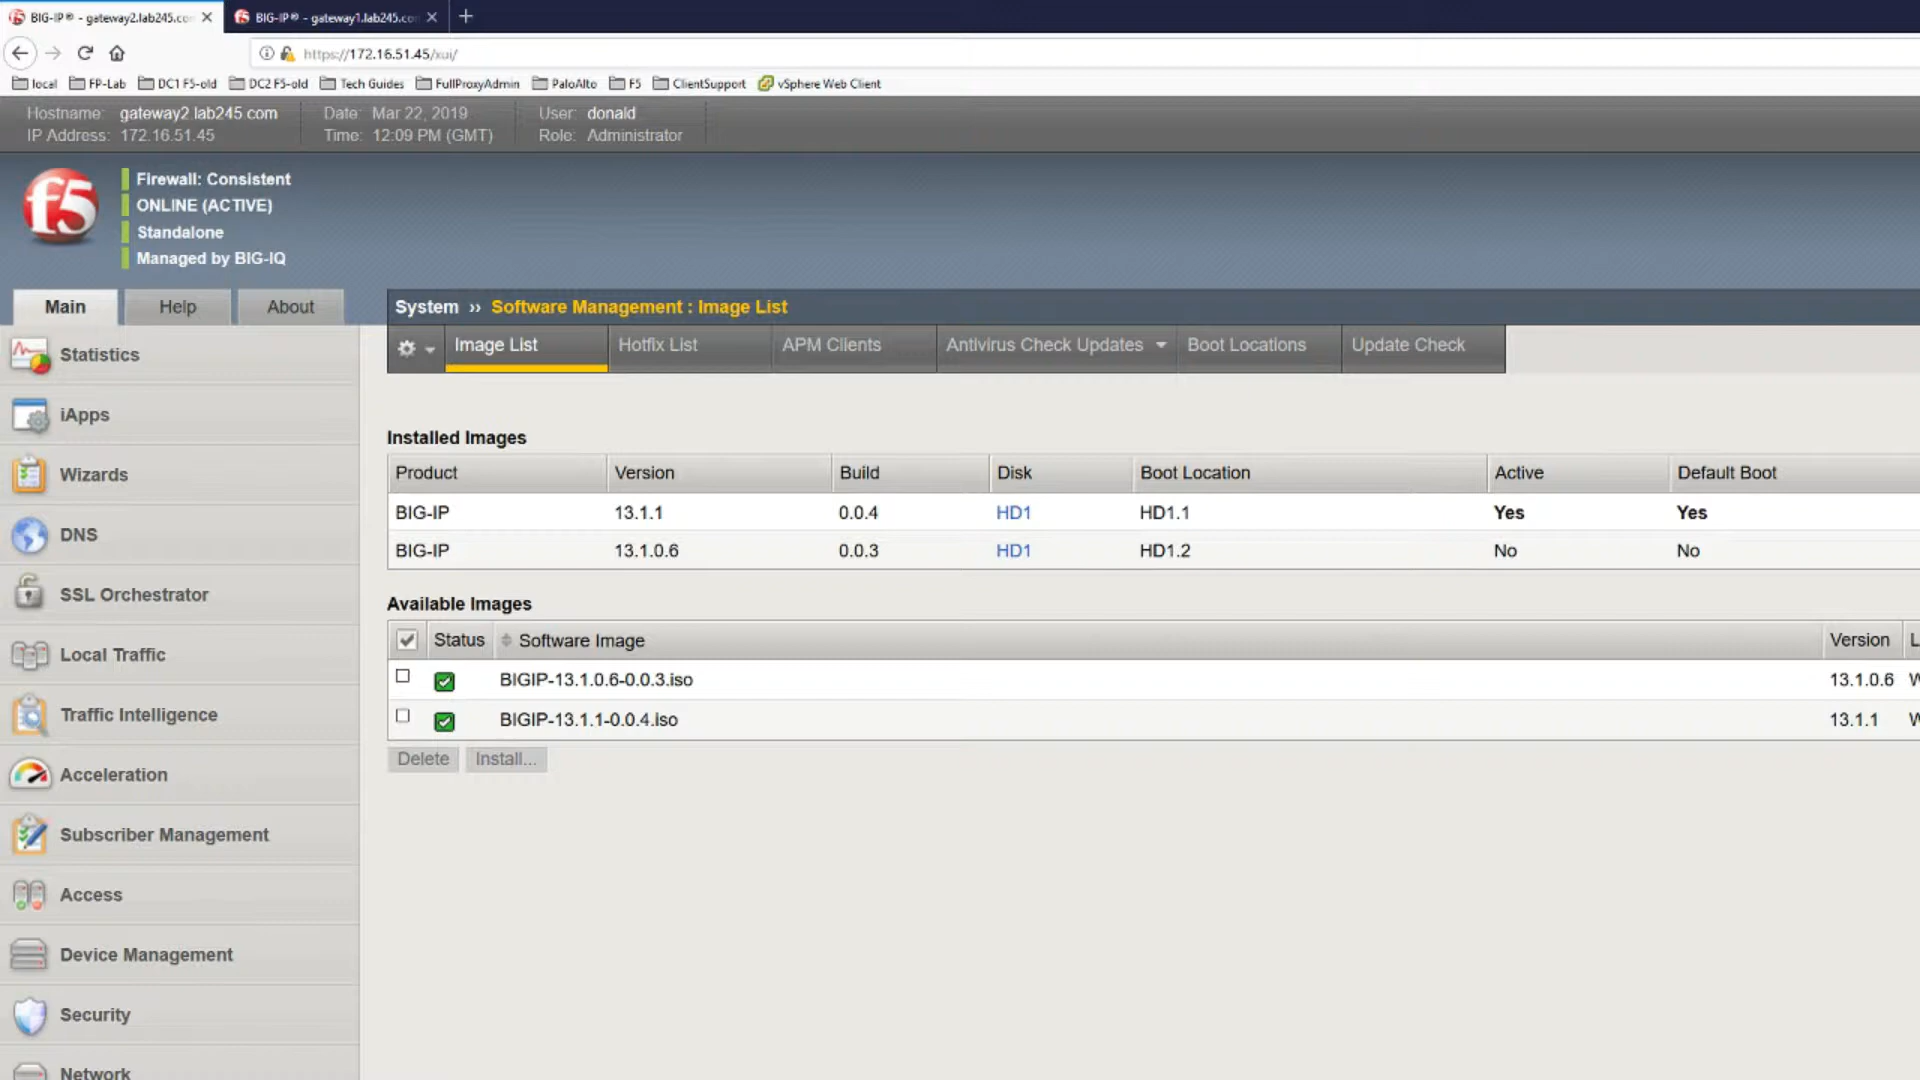 BIG-IP® - gateway2.lab245.co
BIG-IP® - gateway1.lab245.co
https://172.16.51.45/xui/
local FP-Lab DC1 F5-old DC2 F5-old Tech Guides FullProxyAdmin PaloAlto F5 ClientSupport vSphere Web Client
Hostname: gateway2.lab245.com Date: Mar 22, 2019 User: donald
IP Address: 172.16.51.45 Time: 12:09 PM (GMT) Role: Administrator
f5
Firewall: Consistent
ONLINE (ACTIVE)
Standalone
Managed by BIG-IQ
Main Help About
System ›› Software Management : Image List
Image List Hotfix List APM Clients Antivirus Check Updates Boot Locations Update Check
Statistics
iApps
Wizards
DNS
SSL Orchestrator
Local Traffic
Traffic Intelligence
Acceleration
Subscriber Management
Access
Device Management
Security
Network
Installed Images
Product Version Build Disk Boot Location Active Default Boot
BIG-IP 13.1.1 0.0.4 HD1 HD1.1 Yes Yes
BIG-IP 13.1.0.6 0.0.3 HD1 HD1.2 No No
Available Images
Status Software Image Version L
BIGIP-13.1.0.6-0.0.3.iso 13.1.0.6 W
BIGIP-13.1.1-0.0.4.iso 13.1.1 W
Delete Install...